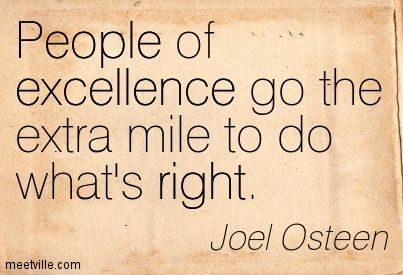 People of
excellence go the
extra mile to do
what's right.
Joel Osteen
meetville.com